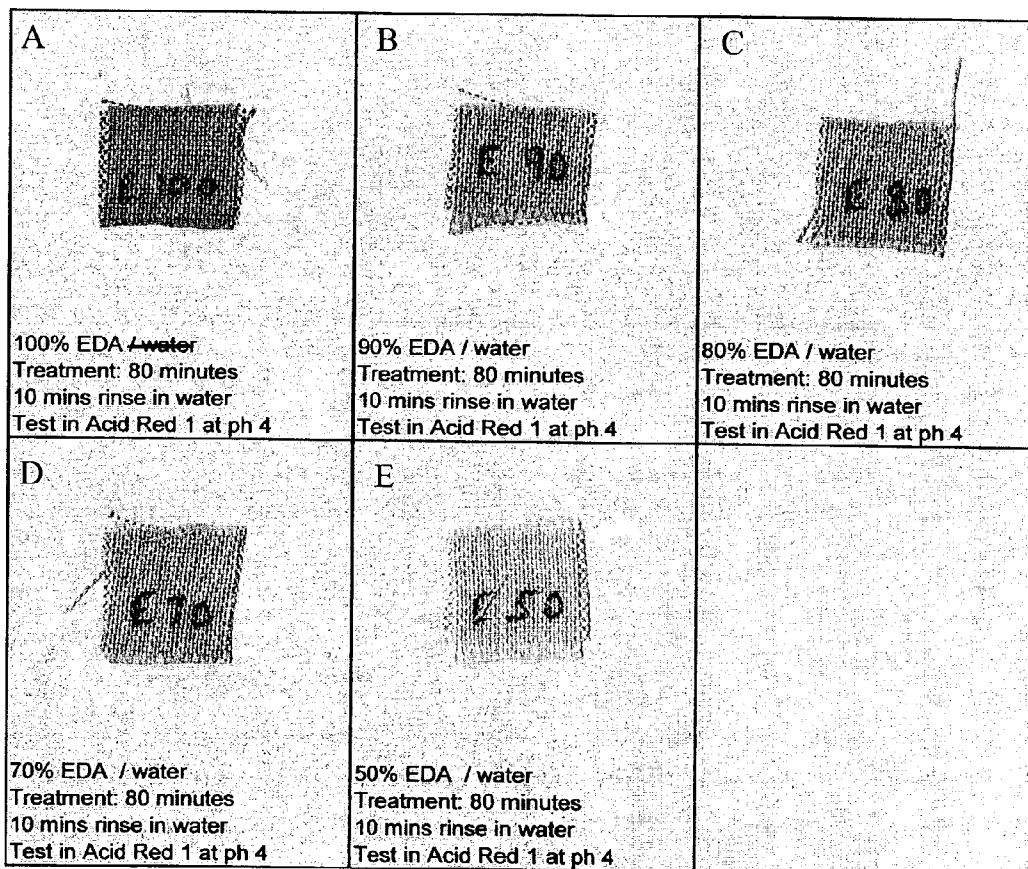 A
E 100
100% EDA / water
Treatment: 80 minutes
10 mins rinse in water
Test in Acid Red 1 at ph 4
B
E 90
90% EDA / water
Treatment: 80 minutes
10 mins rinse in water
Test in Acid Red 1 at ph 4
C
E 80
80% EDA / water
Treatment: 80 minutes
10 mins rinse in water
Test in Acid Red 1 at ph 4
D
E70
70% EDA / water
Treatment: 80 minutes
10 mins rinse in water
Test in Acid Red 1 at ph 4
E
E 50
50% EDA / water
Treatment: 80 minutes
10 mins rinse in water
Test in Acid Red 1 at ph 4